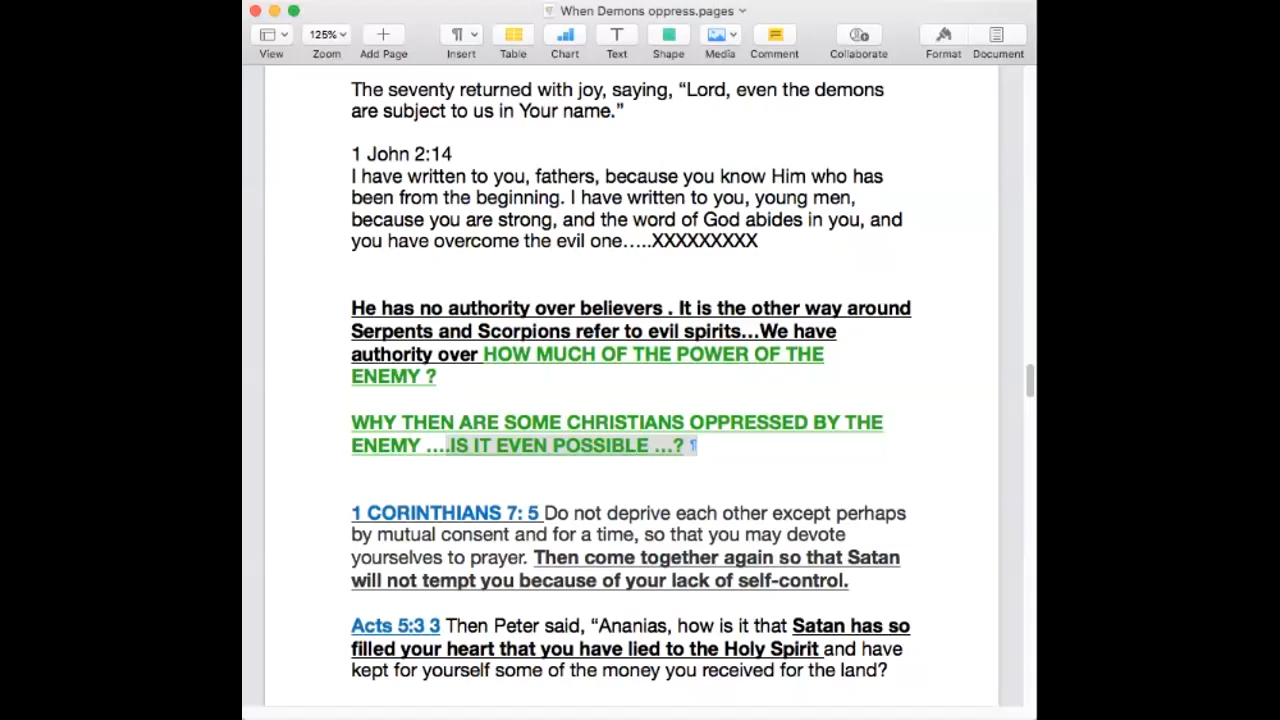 When Demons oppress.pages
125%
View Zoom Add Page Insert Table Chart Text Shape Media Comment Collaborate Format Document
The seventy returned with joy, saying, “Lord, even the demons
are subject to us in Your name.”
1 John 2:14
I have written to you, fathers, because you know Him who has
been from the beginning. I have written to you, young men,
because you are strong, and the word of God abides in you, and
you have overcome the evil one…..XXXXXXXXX
He has no authority over believers . It is the other way around
Serpents and Scorpions refer to evil spirits…We have
authority over HOW MUCH OF THE POWER OF THE
ENEMY ?
WHY THEN ARE SOME CHRISTIANS OPPRESSED BY THE
ENEMY ….IS IT EVEN POSSIBLE …? ¶
1 CORINTHIANS 7: 5 Do not deprive each other except perhaps
by mutual consent and for a time, so that you may devote
yourselves to prayer. Then come together again so that Satan
will not tempt you because of your lack of self-control.
Acts 5:3 3 Then Peter said, “Ananias, how is it that Satan has so
filled your heart that you have lied to the Holy Spirit and have
kept for yourself some of the money you received for the land?